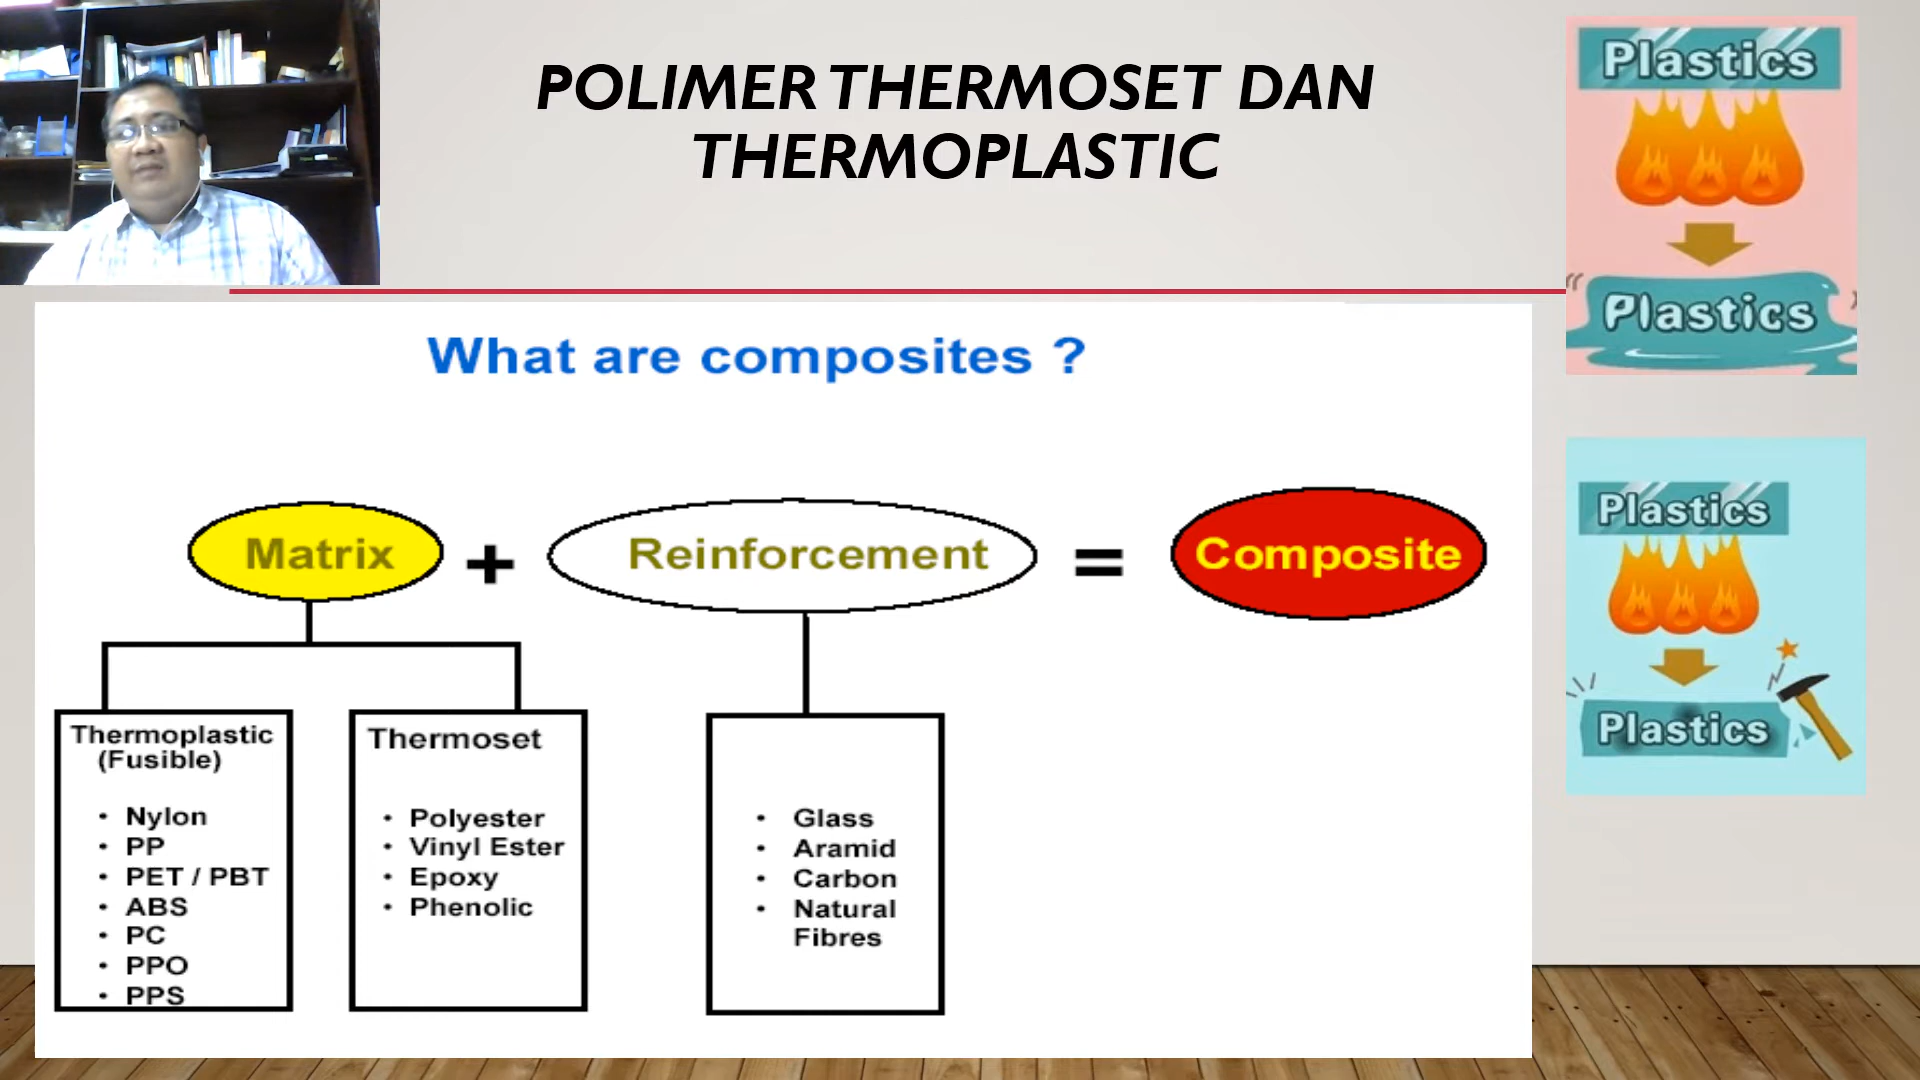 POLIMER THERMOSET DAN
THERMOPLASTIC
Plastics
Plastics
What are composites ?
Matrix + Reinforcement = Composite
Thermoplastic
(Fusible)
• Nylon
• PP
• PET / PBT
• ABS
• PC
• PPO
• PPS
Thermoset
• Polyester
• Vinyl Ester
• Epoxy
• Phenolic
• Glass
• Aramid
• Carbon
• Natural
Fibres
Plastics
Plastics